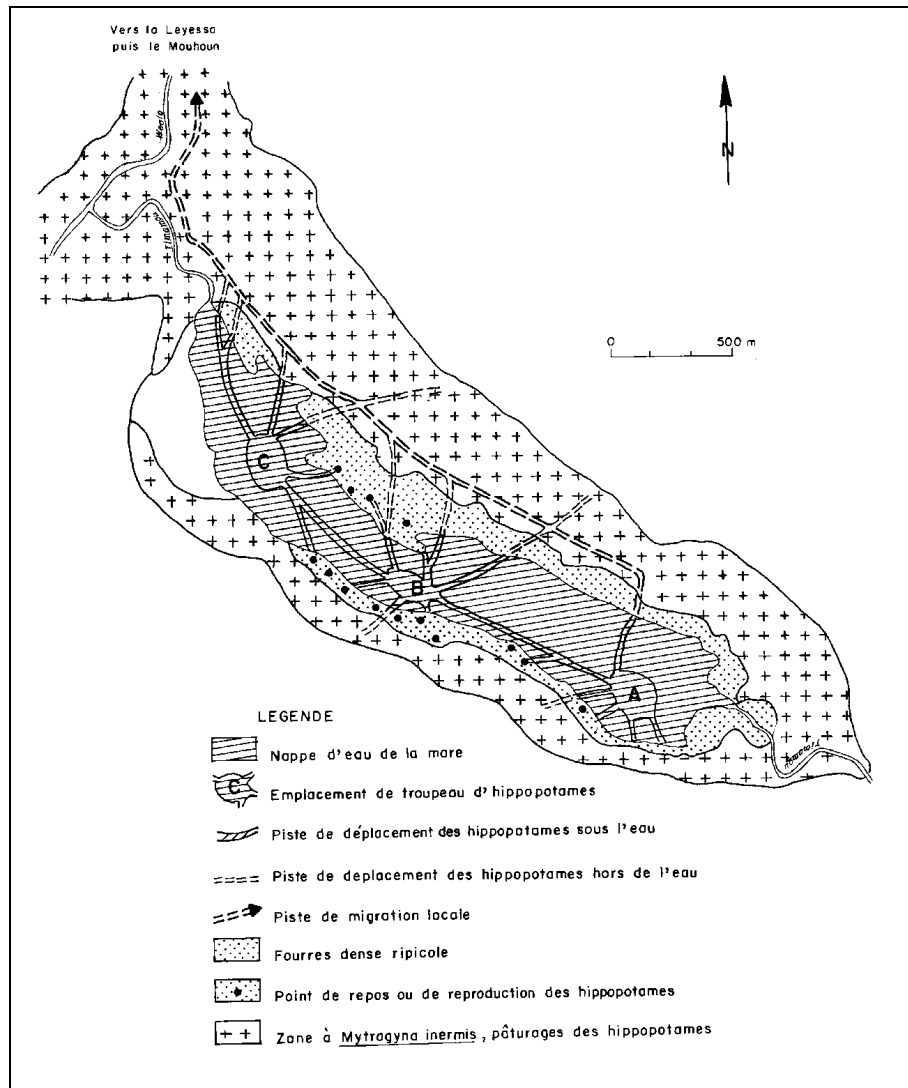 Vers la Leyessa
puis le Mouhoun
N
0 500 m
C
B
A
LEGENDE
Nappe d'eau de la mare
C
Emplacement de troupeau d'hippopotames
Piste de déplacement des hippopotames sous l'eau
Piste de deplacement des hippopotames hors de l'eau
Piste de migration locale
Fourres dense ripicole
Point de repos ou de reproduction des hippopotames
Zone à Mytragyna inermis, pâturages des hippopotames